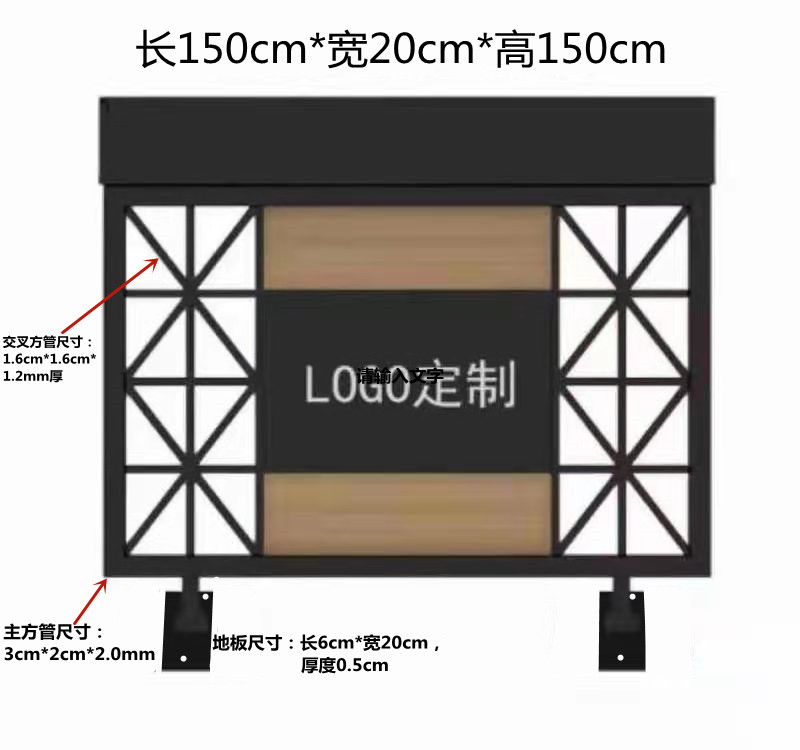 长150cm*宽20cm*高150cm
交叉方管尺寸：
1.6cm*1.6cm*
1.2mm厚
LOGO定制
请输入文字
主方管尺寸：
3cm*2cm*2.0mm
地板尺寸：长6cm*宽20cm，
厚度0.5cm